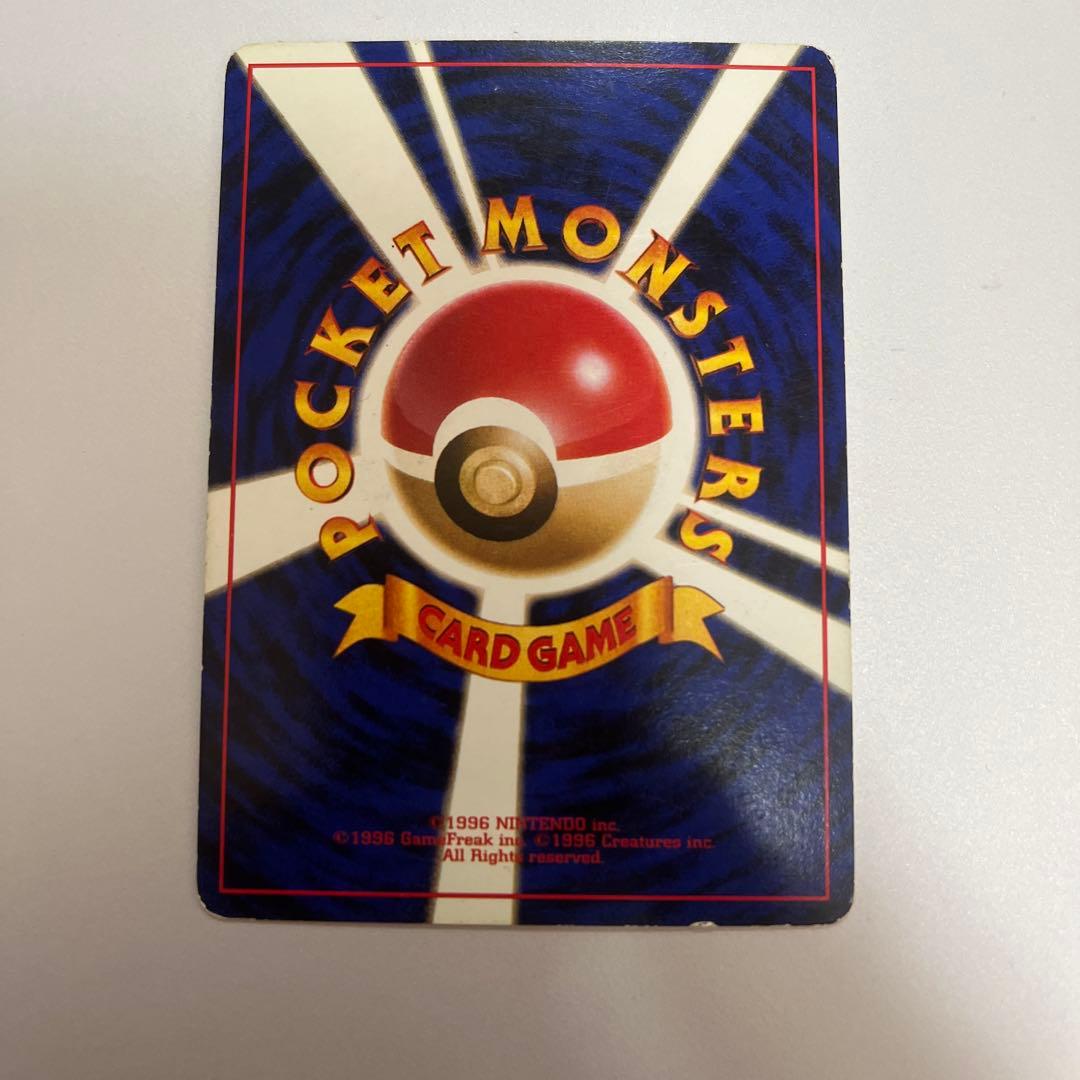 POCKET MONSTERS
CARD GAME
©1996 NINTENDO inc.
©1996 GameFreak inc. ©1996 Creatures inc.
All Rights reserved.